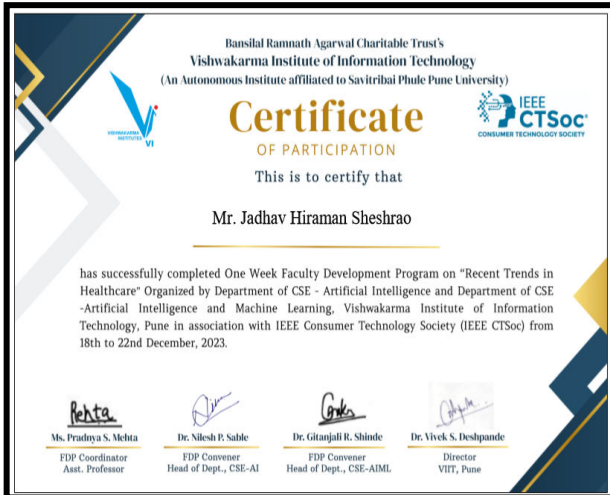 Bansilal Ramnath Agarwal Charitable Trust's
Vishwakarma Institute of Information Technology
(An Autonomous Institute affiliated to Savitribai Phule Pune University)
VISHWAKARMA
INSTITUTES
VI
IEEE
CTSoc
CONSUMER TECHNOLOGY SOCIETY
Certificate
OF PARTICIPATION
This is to certify that
Mr. Jadhav Hiraman Sheshrao
has successfully completed One Week Faculty Development Program on "Recent Trends in
Healthcare" Organized by Department of CSE - Artificial Intelligence and Department of CSE
-Artificial Intelligence and Machine Learning, Vishwakarma Institute of Information
Technology, Pune in association with IEEE Consumer Technology Society (IEEE CTSoc) from
18th to 22nd December, 2023.
Ms. Pradnya S. Mehta
FDP Coordinator
Asst. Professor
Dr. Nilesh P. Sable
FDP Convener
Head of Dept., CSE-AI
Dr. Gitanjali R. Shinde
FDP Convener
Head of Dept., CSE-AIML
Dr. Vivek S. Deshpande
Director
VIIT, Pune